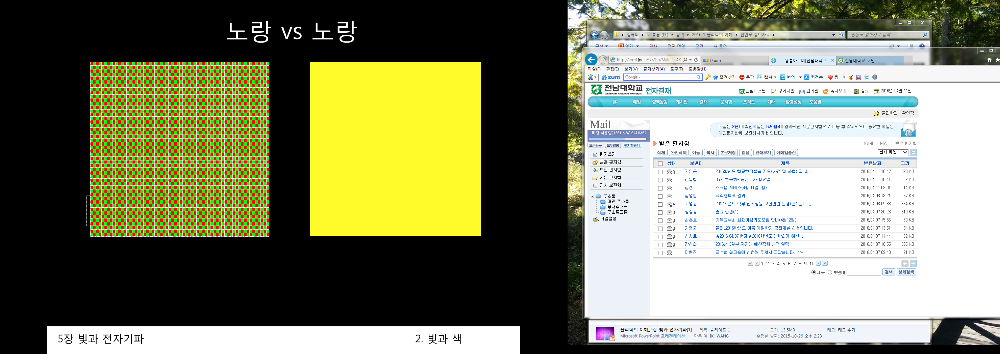 노랑 vs 노랑
5장 빛과 전자기파
2. 빛과 색
컴퓨터 ▸ 새 볼륨 (D:) ▸ 강의 ▸ 2016-1 물리학의 이해 ▸ 전반부 강의자료 ▸
전반부 강의자료 검색
구성 열기 인쇄 전자 메일 굽기 새 폴더
http://armi.jnu.ac.kr/jsp/Main.jsp?K
Daum
:::::: 용봉아르미[전남대학교...
전남대학교 포털
파일(F) 편집(E) 보기(V) 즐겨찾기(A) 도구(T) 도움말(H)
zum Google 즐겨찾기 쿠팡 캡쳐 번역 퀵전송 찜
전남대학교 전자결재
CHONNAM NATIONAL UNIVERSITY
전남대포털 구게시판 웹메일 쪽지보내기 종료 2016년 04월 11일
홈 메일 정책동행 게시판 결재 문서함 조직도 기타 환경설정 도움말
물리학과 황인각
Mail
메일 사용량(1361 MB/ 2141MB)
모두닫음 모두펼침 편지함관리
편지쓰기
받은 편지함
보낸 편지함
지운 편지함
임시 보관함
주소록
개인 주소록
부서주소록
주소록그룹
메일설정
메일은 2년(미확인메일은 6개월)이 경과되면 지운편지함으로 이동 후 삭제되오니 중요한 메일은
개인편지함에 보관하시기 바랍니다.
받은 편지함
HOME > MAIL > 받은 편지함
삭제 완전삭제 이동 복사 본문저장 읽음 인쇄보기 이메일송신
전체 메일
상태 보낸이 제목 받은날짜 크기
기영균 2016학년도 학교현장실습 지도(사전 및 사후) 및 출... 2016.04.11 10:47 320 KB
김일철 36기 친목회- 중간고사 월요일 2016.04.11 10:41 2 KB
김선 스크랩 서비스(4월 11일, 월) 2016.04.11 09:01 14 KB
김영철 교수총투표 결과 2016.04.08 18:21 57 KB
기영균 2017학년도 학부 입학정원 모집인원 변경(안) 안내_... 2016.04.08 09:36 354 KB
정성창 졸고 한편(1) 2016.04.07 20:23 319 KB
최충호 기독교수회 화요아침기도모임 안내(4월12일) 2016.04.07 15:35 30 KB
기영균 물리_2016학년도 여름 계절학기 강좌개설 신청입니다. 2016.04.07 13:51 54 KB
신서로 ★2016.04.07.현재★2016학년도 대학회계 예산... 2016.04.07 11:44 62 KB
강신화 2016년 3월분 자연대 예산집행 내역 알림 2016.04.07 10:55 355 KB
이현진 교수법 워크숍에 신청해 주셔서 고맙습니다. ^^* 2016.04.07 09:40 21 KB
1 2 3 4 5 6 7 8 9 10
제목 보낸이 검색 상세검색
물리학의 이해_5장 빛과 전자기파[1] 제목: 슬라이드 1 크기: 13.5MB 태그: 태그 추가
Microsoft PowerPoint 프레젠테이션 만든 이: IKHWANG 수정한 날짜: 2015-10-26 오후 2:23